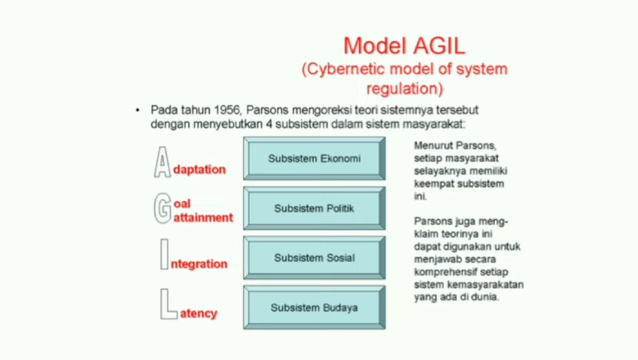 Model AGIL
(Cybernetic model of system
regulation)
• Pada tahun 1956, Parsons mengoreksi teori sistemnya tersebut
dengan menyebutkan 4 subsistem dalam sistem masyarakat:
Adaptation
Subsistem Ekonomi
Goal
attainment
Subsistem Politik
Integration
Subsistem Sosial
Latency
Subsistem Budaya
Menurut Parsons,
setiap masyarakat
selayaknya memiliki
keempat subsistem
ini.
Parsons juga meng-
klaim teorinya ini
dapat digunakan untuk
menjawab secara
komprehensif setiap
sistem kemasyarakatan
yang ada di dunia.